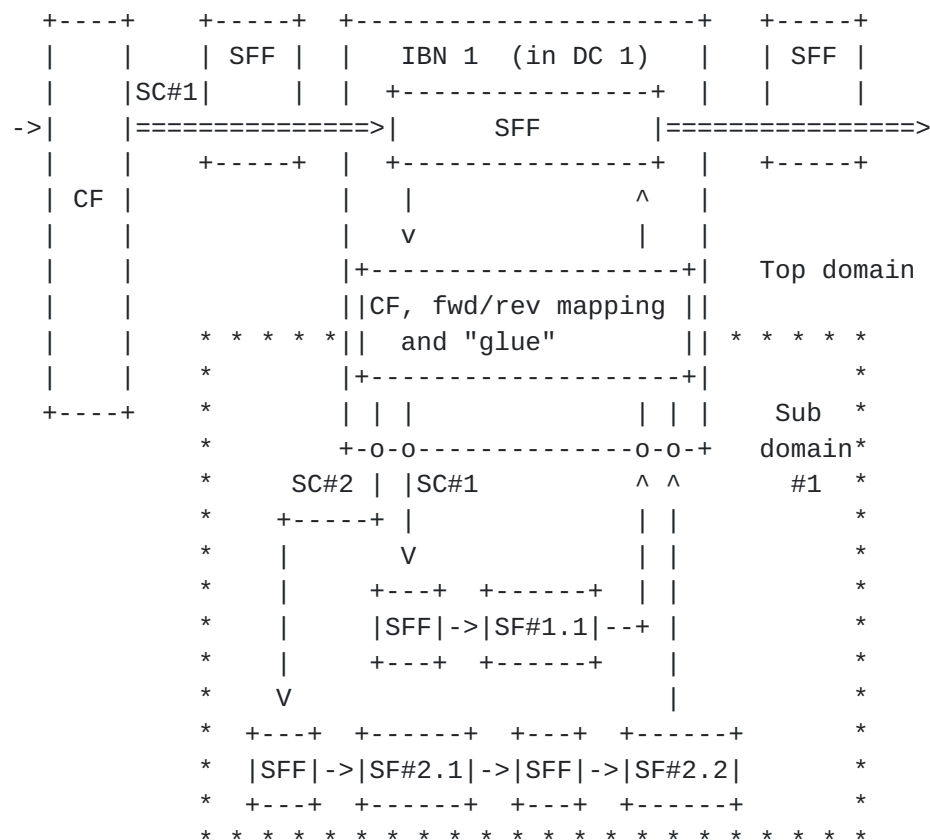 SFF IBN 1 (in DC 1) SFF
SC#1
SFF
CF
Top domain
CF, fwd/rev mapping
and "glue"
Sub
domain
SC#2 SC#1 #1
SFF SF#1.1
SFF SF#2.1 SFF SF#2.2